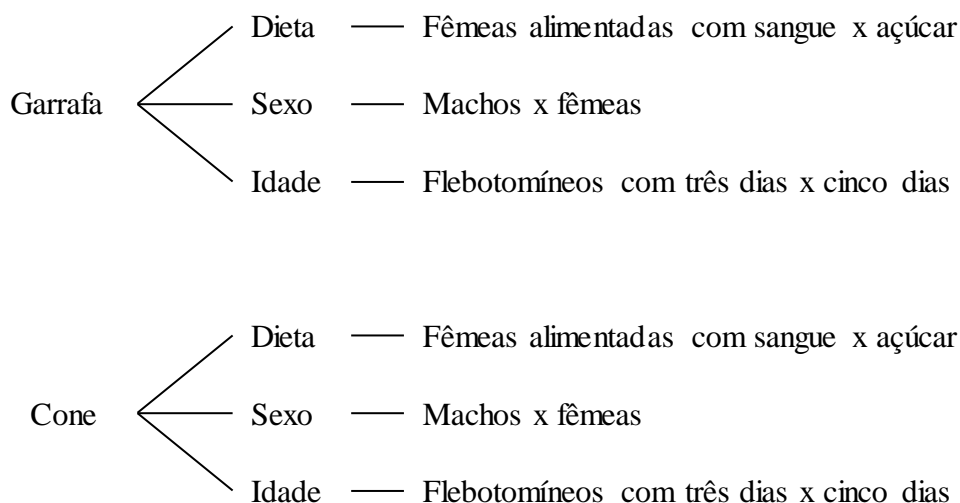 Dieta — Fêmeas alimentadas com sangue x açúcar
Garrafa Sexo — Machos x fêmeas
Idade — Flebotomíneos com três dias x cinco dias
Dieta — Fêmeas alimentadas com sangue x açúcar
Cone Sexo — Machos x fêmeas
Idade — Flebotomíneos com três dias x cinco dias